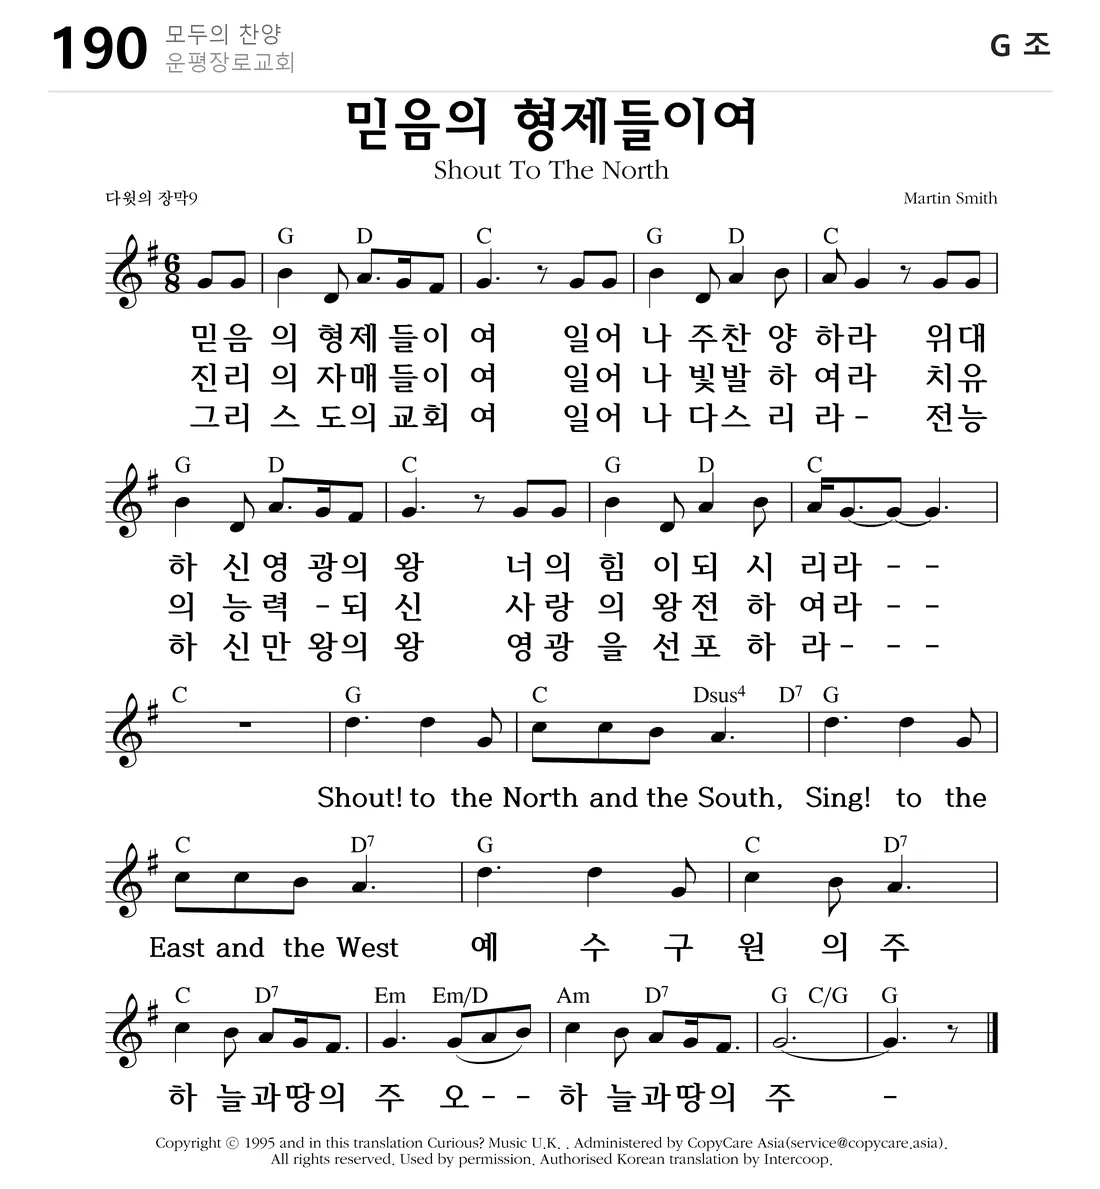 190
모두의 찬양
운평장로교회
G 조
믿음의 형제들이여
Shout To The North
다윗의 장막9
Martin Smith
G D C G D C
6
8
믿음 의 형제 들이 여 일어 나 주찬 양 하라 위대
진리 의 자매 들이 여 일어 나 빛발 하 여라 치유
그리 스 도의 교회 여 일어 나 다스 리 라 - 전능
G D C G D C
하 신영 광의 왕 너의 힘 이되 시 리라 - -
의 능력 - 되 신 사랑 의 왕전 하 여라 - -
하 신만 왕의 왕 영광 을 선포 하 라 - - -
C G C Dsus4 D7 G
Shout! to the North and the South, Sing! to the
C D7 G C D7
East and the West 예 수 구 원 의 주
C D7 Em Em/D Am D7 G C/G G
하 늘과땅의 주 오 - - 하 늘과땅의 주 -
Copyright ⓒ 1995 and in this translation Curious? Music U.K. . Administered by CopyCare Asia(service@copycare.asia).
All rights reserved. Used by permission. Authorised Korean translation by Intercoop.